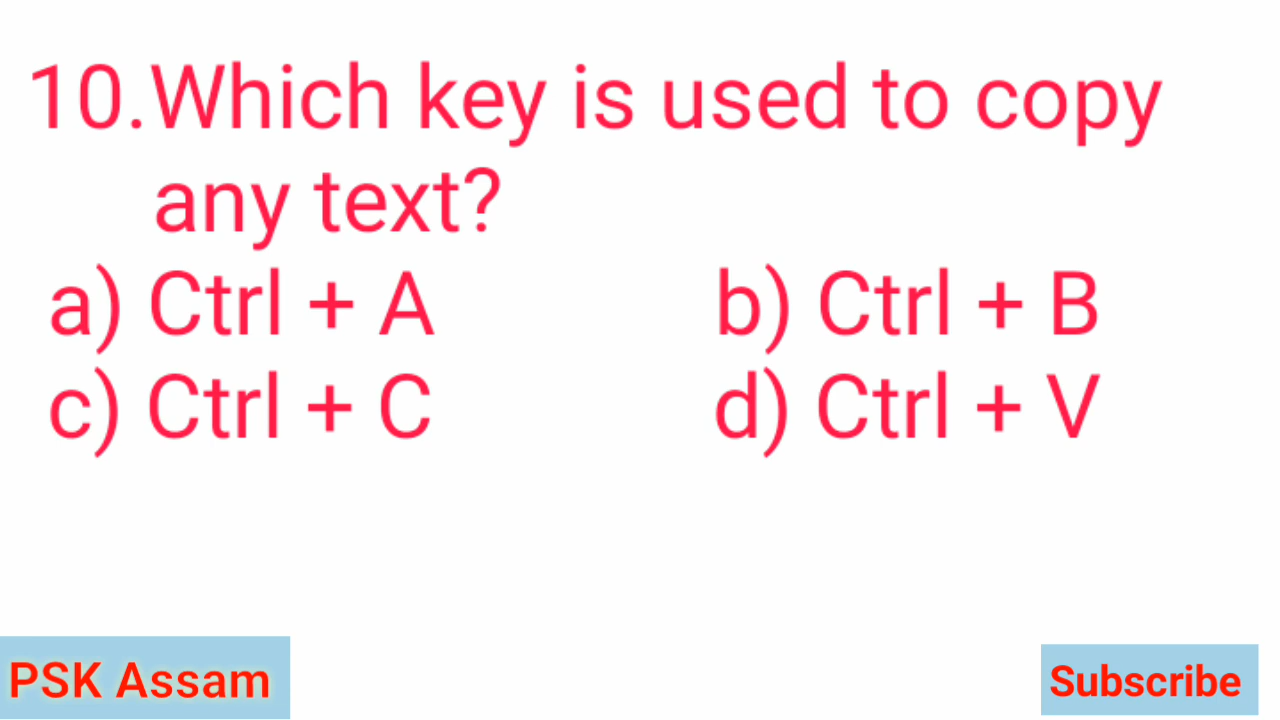 10.Which key is used to copy
any text?
a) Ctrl + A b) Ctrl + B
c) Ctrl + C d) Ctrl + V
PSK Assam Subscribe